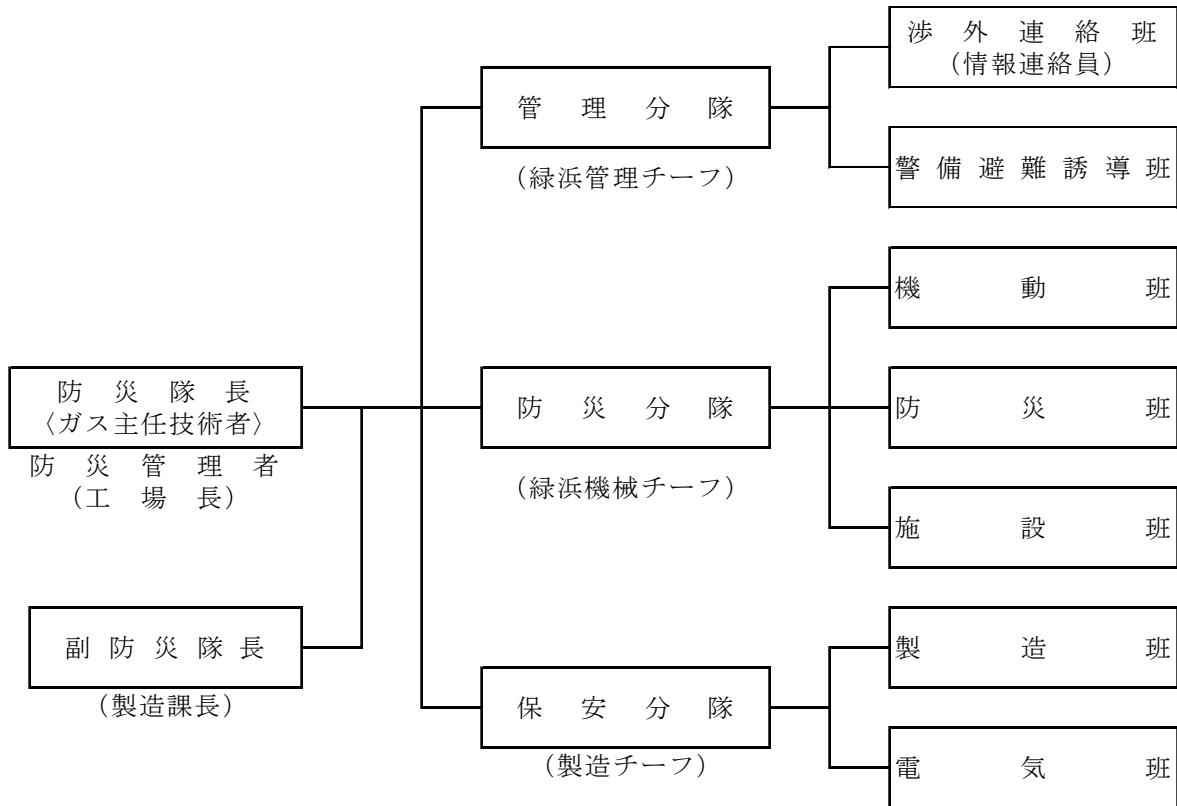 渉外連絡班
(情報連絡員)
管理分隊
(緑浜管理チーフ)
警備避難誘導班
機動班
防災隊長
〈ガス主任技術者〉
防災管理者
(工場長)
防災分隊
(緑浜機械チーフ)
防災班
施設班
副防災隊長
(製造課長)
保安分隊
(製造チーフ)
製造班
電気班